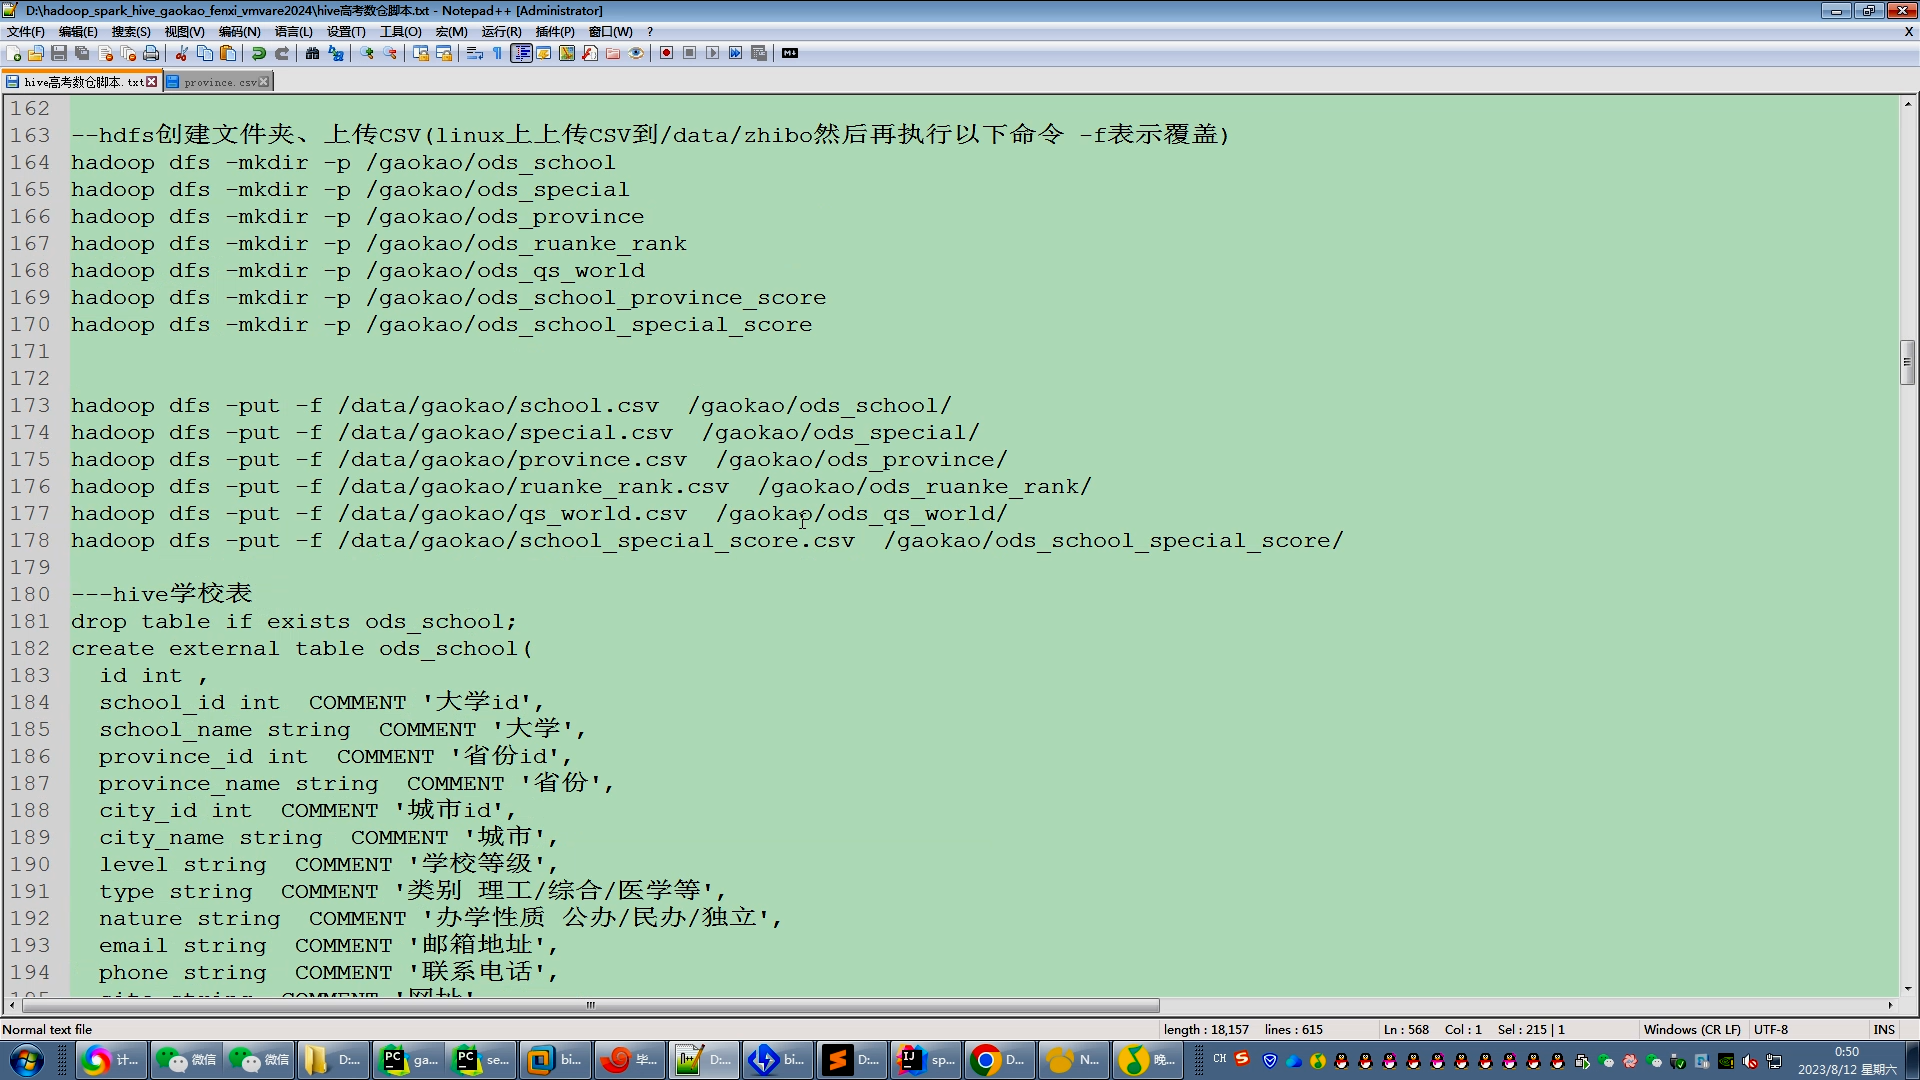 D:\hadoop_spark_hive_gaokao_fenxi_vmvare2024\hive高考数仓脚本.txt - Notepad++ [Administrator]
文件(F) 编辑(E) 搜索(S) 视图(V) 编码(N) 语言(L) 设置(T) 工具(O) 宏(M) 运行(R) 插件(P) 窗口(W) ? X
hive高考数仓脚本.txt province.csv
162
163 --hdfs创建文件夹、上传CSV(linux上上传CSV到/data/zhibo然后再执行以下命令 -f表示覆盖)
164 hadoop dfs -mkdir -p /gaokao/ods_school
165 hadoop dfs -mkdir -p /gaokao/ods_special
166 hadoop dfs -mkdir -p /gaokao/ods_province
167 hadoop dfs -mkdir -p /gaokao/ods_ruanke_rank
168 hadoop dfs -mkdir -p /gaokao/ods_qs_world
169 hadoop dfs -mkdir -p /gaokao/ods_school_province_score
170 hadoop dfs -mkdir -p /gaokao/ods_school_special_score
171
172
173 hadoop dfs -put -f /data/gaokao/school.csv  /gaokao/ods_school/
174 hadoop dfs -put -f /data/gaokao/special.csv  /gaokao/ods_special/
175 hadoop dfs -put -f /data/gaokao/province.csv  /gaokao/ods_province/
176 hadoop dfs -put -f /data/gaokao/ruanke_rank.csv  /gaokao/ods_ruanke_rank/
177 hadoop dfs -put -f /data/gaokao/qs_world.csv  /gaokao/ods_qs_world/
178 hadoop dfs -put -f /data/gaokao/school_special_score.csv  /gaokao/ods_school_special_score/
179
180 ---hive学校表
181 drop table if exists ods_school;
182 create external table ods_school(
183 id int ,
184 school_id int  COMMENT '大学id',
185 school_name string  COMMENT '大学',
186 province_id int  COMMENT '省份id',
187 province_name string  COMMENT '省份',
188 city_id int  COMMENT '城市id',
189 city_name string  COMMENT '城市',
190 level string  COMMENT '学校等级',
191 type string  COMMENT '类别 理工/综合/医学等',
192 nature string  COMMENT '办学性质 公办/民办/独立',
193 email string  COMMENT '邮箱地址',
194 phone string  COMMENT '联系电话',
195 site string  COMMENT '网址',
Normal text file length : 18,157 lines : 615 Ln : 568 Col : 1 Sel : 215 | 1 Windows (CR LF) UTF-8 INS
计... 微信 微信 D:... ga... se... bi... 毕... D:... bi... D:... sp... D... N... 晚... CH 0:50
2023/8/12 星期六